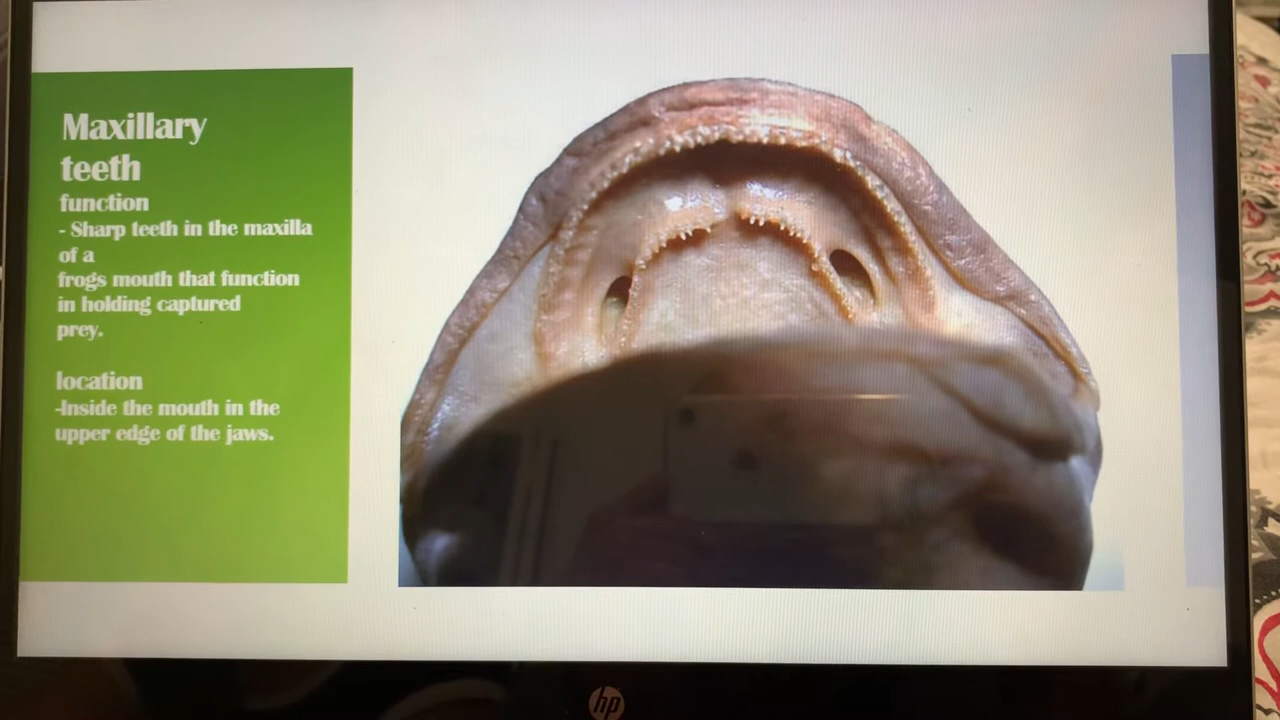 Maxillary
teeth
function
- Sharp teeth in the maxilla
of a
frogs mouth that function
in holding captured
prey.
location
-Inside the mouth in the
upper edge of the jaws.
hp